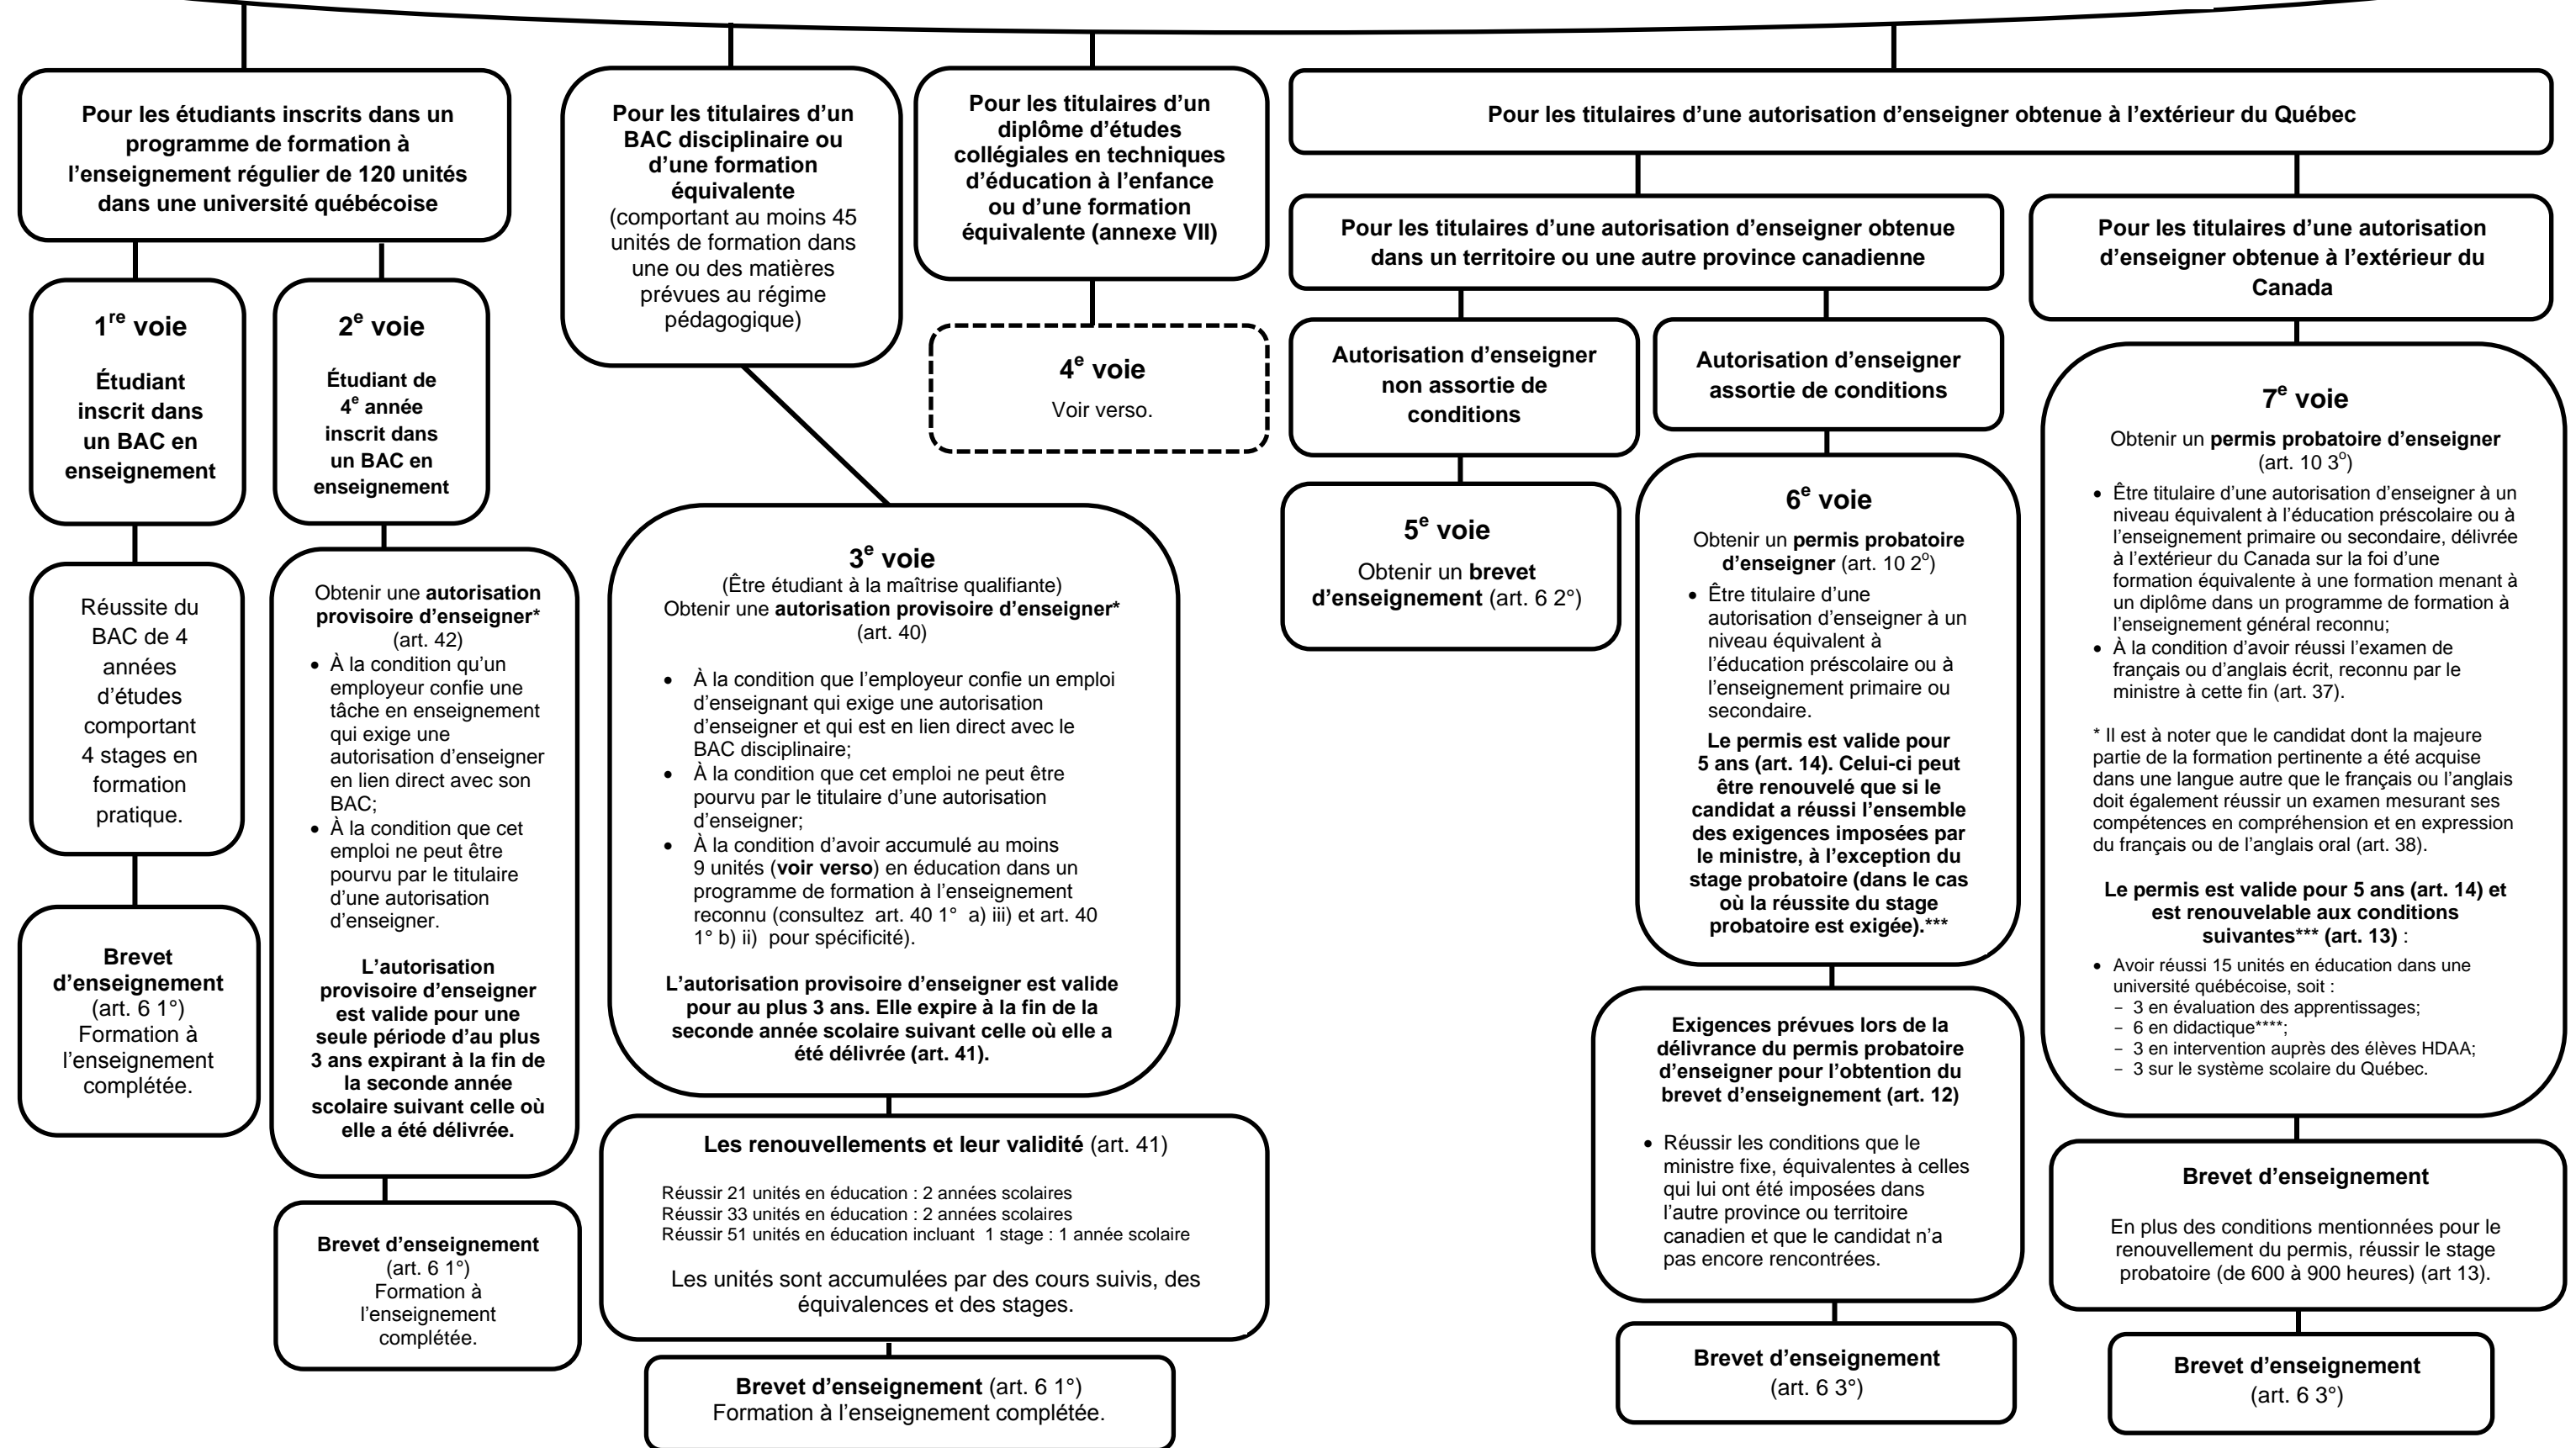 Pour les étudiants inscrits dans un
programme de formation à
l’enseignement régulier de 120 unités
dans une université québécoise
1re voie
Étudiant
inscrit dans
un BAC en
enseignement
Réussite du
BAC de 4
années
d’études
comportant
4 stages en
formation
pratique.
Brevet
d’enseignement
(art. 6 1°)
Formation à
l’enseignement
complétée.
2e voie
Étudiant de
4e année
inscrit dans
un BAC en
enseignement
Obtenir une autorisation
provisoire d’enseigner*
(art. 42)
• À la condition qu’un
employeur confie une
tâche en enseignement
qui exige une
autorisation d’enseigner
en lien direct avec son
BAC;
• À la condition que cet
emploi ne peut être
pourvu par le titulaire
d’une autorisation
d’enseigner.
L’autorisation
provisoire d’enseigner
est valide pour une
seule période d’au plus
3 ans expirant à la fin de
la seconde année
scolaire suivant celle où
elle a été délivrée.
Brevet d’enseignement
(art. 6 1°)
Formation à
l’enseignement
complétée.
Pour les titulaires d’un
BAC disciplinaire ou
d’une formation
équivalente
(comportant au moins 45
unités de formation dans
une ou des matières
prévues au régime
pédagogique)
3e voie
(Être étudiant à la maîtrise qualifiante)
Obtenir une autorisation provisoire d’enseigner*
(art. 40)
• À la condition que l’employeur confie un emploi
d’enseignant qui exige une autorisation
d’enseigner et qui est en lien direct avec le
BAC disciplinaire;
• À la condition que cet emploi ne peut être
pourvu par le titulaire d’une autorisation
d’enseigner;
• À la condition d’avoir accumulé au moins
9 unités (voir verso) en éducation dans un
programme de formation à l’enseignement
reconnu (consultez art. 40 1° a) iii) et art. 40
1° b) ii) pour spécificité).
L’autorisation provisoire d’enseigner est valide
pour au plus 3 ans. Elle expire à la fin de la
seconde année scolaire suivant celle où elle a
été délivrée (art. 41).
Les renouvellements et leur validité (art. 41)
Réussir 21 unités en éducation : 2 années scolaires
Réussir 33 unités en éducation : 2 années scolaires
Réussir 51 unités en éducation incluant 1 stage : 1 année scolaire
Les unités sont accumulées par des cours suivis, des
équivalences et des stages.
Brevet d’enseignement (art. 6 1°)
Formation à l’enseignement complétée.
Pour les titulaires d’un
diplôme d’études
collégiales en techniques
d’éducation à l’enfance
ou d’une formation
équivalente (annexe VII)
4e voie
Voir verso.
Pour les titulaires d’une autorisation d’enseigner obtenue à l’extérieur du Québec
Pour les titulaires d’une autorisation d’enseigner obtenue
dans un territoire ou une autre province canadienne
Autorisation d’enseigner
non assortie de
conditions
5e voie
Obtenir un brevet
d’enseignement (art. 6 2°)
Autorisation d’enseigner
assortie de conditions
6e voie
Obtenir un permis probatoire
d’enseigner (art. 10 2°)
• Être titulaire d’une
autorisation d’enseigner à un
niveau équivalent à
l’éducation préscolaire ou à
l’enseignement primaire ou
secondaire.
Le permis est valide pour
5 ans (art. 14). Celui-ci peut
être renouvelé que si le
candidat a réussi l’ensemble
des exigences imposées par
le ministre, à l’exception du
stage probatoire (dans le cas
où la réussite du stage
probatoire est exigée).***
Exigences prévues lors de la
délivrance du permis probatoire
d’enseigner pour l’obtention du
brevet d’enseignement (art. 12)
• Réussir les conditions que le
ministre fixe, équivalentes à celles
qui lui ont été imposées dans
l’autre province ou territoire
canadien et que le candidat n’a
pas encore rencontrées.
Brevet d’enseignement
(art. 6 3°)
Pour les titulaires d’une autorisation
d’enseigner obtenue à l’extérieur du
Canada
7e voie
Obtenir un permis probatoire d’enseigner
(art. 10 3°)
• Être titulaire d’une autorisation d’enseigner à un
niveau équivalent à l’éducation préscolaire ou à
l’enseignement primaire ou secondaire, délivrée
à l’extérieur du Canada sur la foi d’une
formation équivalente à une formation menant à
un diplôme dans un programme de formation à
l’enseignement général reconnu;
• À la condition d’avoir réussi l’examen de
français ou d’anglais écrit, reconnu par le
ministre à cette fin (art. 37).
* Il est à noter que le candidat dont la majeure
partie de la formation pertinente a été acquise
dans une langue autre que le français ou l’anglais
doit également réussir un examen mesurant ses
compétences en compréhension et en expression
du français ou de l’anglais oral (art. 38).
Le permis est valide pour 5 ans (art. 14) et
est renouvelable aux conditions
suivantes*** (art. 13) :
• Avoir réussi 15 unités en éducation dans une
université québécoise, soit :
– 3 en évaluation des apprentissages;
– 6 en didactique****;
– 3 en intervention auprès des élèves HDAA;
– 3 sur le système scolaire du Québec.
Brevet d’enseignement
En plus des conditions mentionnées pour le
renouvellement du permis, réussir le stage
probatoire (de 600 à 900 heures) (art 13).
Brevet d’enseignement
(art. 6 3°)